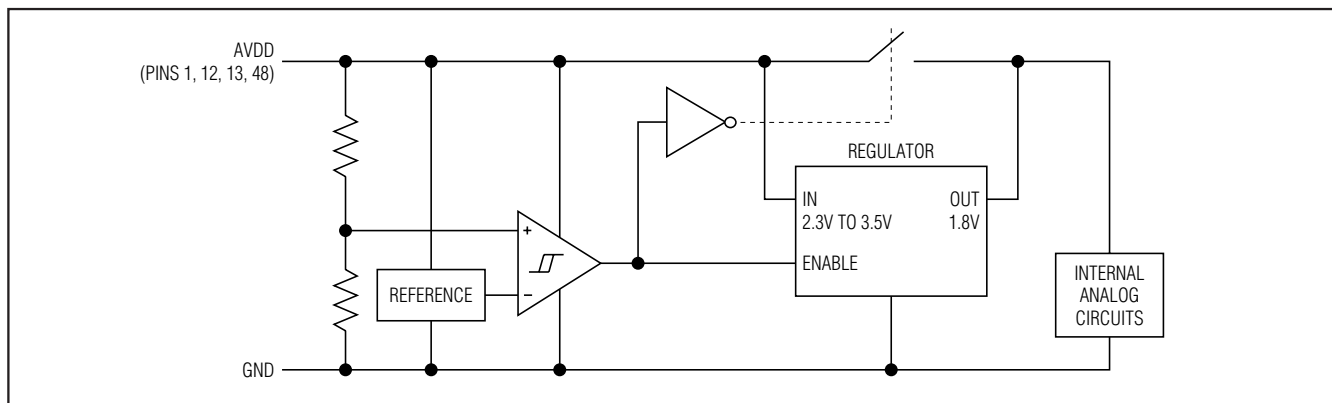 AVDD
(PINS 1, 12, 13, 48)
REGULATOR
IN
2.3V TO 3.5V
OUT
1.8V
ENABLE
+
REFERENCE
−
INTERNAL
ANALOG
CIRCUITS
GND